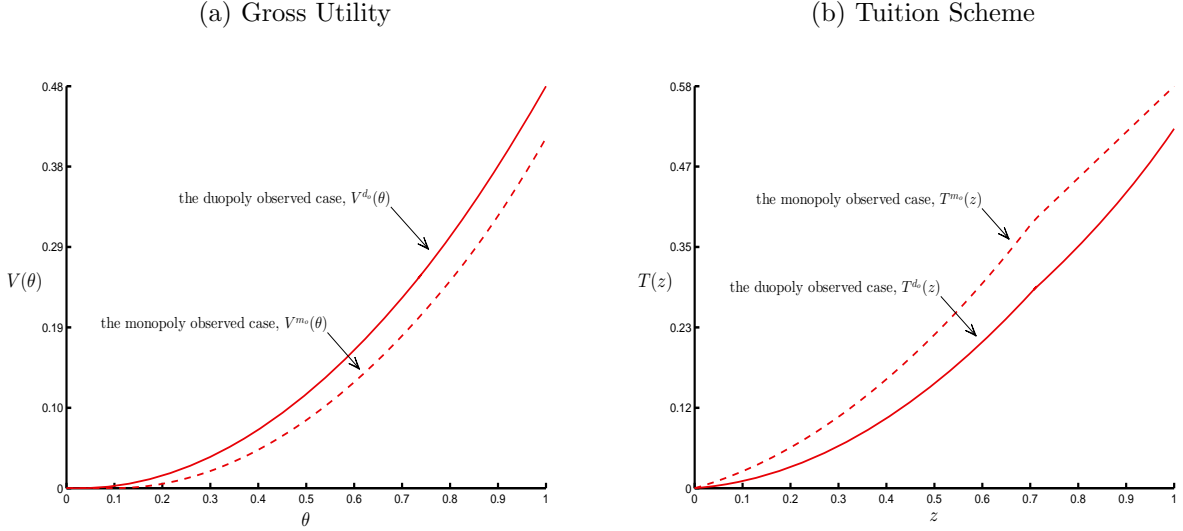 (a) Gross Utility
0.48
0.38
0.29
0.19
0.10
0
V(θ)
the duopoly observed case, V^{d_o}(θ)
the monopoly observed case, V^{m_o}(θ)
0 0.1 0.2 0.3 0.4 0.5 0.6 0.7 0.8 0.9 1
θ
(b) Tuition Scheme
0.58
0.47
0.35
0.23
0.12
0
T(z)
the monopoly observed case, T^{m_o}(z)
the duopoly observed case, T^{d_o}(z)
0 0.1 0.2 0.3 0.4 0.5 0.6 0.7 0.8 0.9 1
z